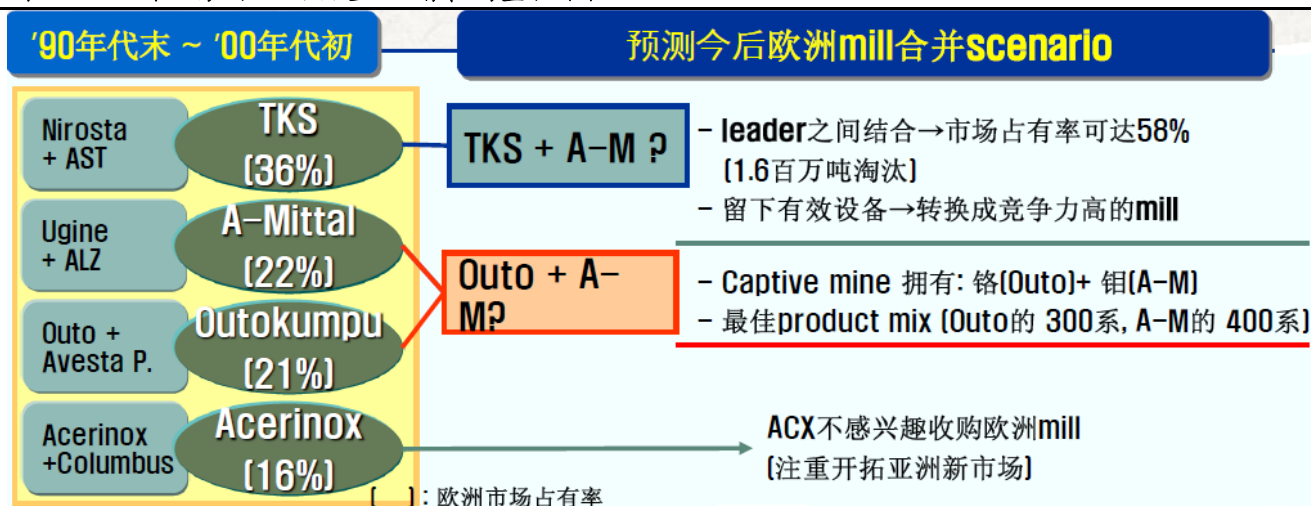 '90年代末 ~ '00年代初
预测今后欧洲mill合并scenario
Nirosta
+ AST
TKS
(36%)
Ugine
+ ALZ
A-Mittal
(22%)
Outo +
Avesta P.
Outokumpu
(21%)
Acerinox
+Columbus
Acerinox
(16%)
( ) : 欧洲市场占有率
TKS + A-M ?
- leader之间结合→市场占有率可达58%
(1.6百万吨淘汰)
- 留下有效设备→转换成竞争力高的mill
Outo + A-
M?
- Captive mine 拥有: 铬(Outo)+ 钼(A-M)
- 最佳product mix (Outo的 300系, A-M的 400系)
ACX不感兴趣收购欧洲mill
(注重开拓亚洲新市场)